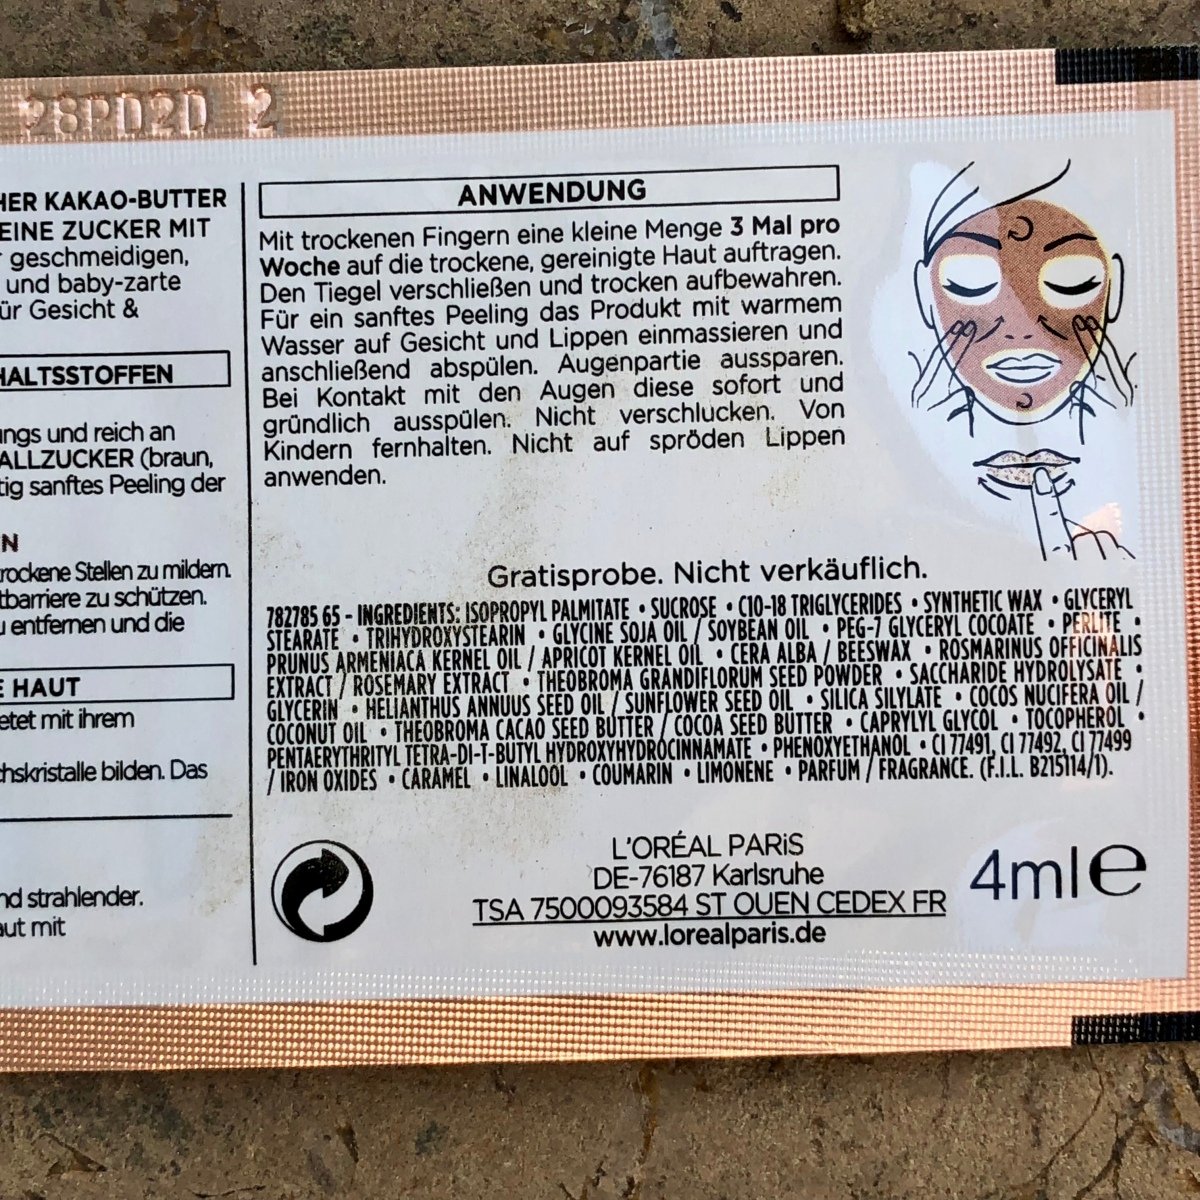 28PD2D 2
HER KAKAO-BUTTER
EINE ZUCKER MIT
geschmeidigen,
und baby-zarte
ür Gesicht &
HALTSSTOFFEN
ungs und reich an
ALLZUCKER (braun,
tig sanftes Peeling der
N
rockene Stellen zu mildern.
tbarriere zu schützen.
u entfernen und die
E HAUT
etet mit ihrem
hskristalle bilden. Das
nd strahlender.
aut mit
ANWENDUNG
Mit trockenen Fingern eine kleine Menge 3 Mal pro
Woche auf die trockene, gereinigte Haut auftragen.
Den Tiegel verschließen und trocken aufbewahren.
Für ein sanftes Peeling das Produkt mit warmem
Wasser auf Gesicht und Lippen einmassieren und
anschließend abspülen. Augenpartie aussparen.
Bei Kontakt mit den Augen diese sofort und
gründlich ausspülen. Nicht verschlucken. Von
Kindern fernhalten. Nicht auf spröden Lippen
anwenden.
Gratisprobe. Nicht verkäuflich.
782785 65 - INGREDIENTS: ISOPROPYL PALMITATE • SUCROSE • C10-18 TRIGLYCERIDES • SYNTHETIC WAX • GLYCERYL
STEARATE • TRIHYDROXYSTEARIN • GLYCINE SOJA OIL / SOYBEAN OIL • PEG-7 GLYCERYL COCOATE • PERLITE •
PRUNUS ARMENIACA KERNEL OIL / APRICOT KERNEL OIL • CERA ALBA / BEESWAX • ROSMARINUS OFFICINALIS
EXTRACT / ROSEMARY EXTRACT • THEOBROMA GRANDIFLORUM SEED POWDER • SACCHARIDE HYDROLYSATE •
GLYCERIN • HELIANTHUS ANNUUS SEED OIL / SUNFLOWER SEED OIL • SILICA SILYLATE • COCOS NUCIFERA OIL /
COCONUT OIL • THEOBROMA CACAO SEED BUTTER / COCOA SEED BUTTER • CAPRYLYL GLYCOL • TOCOPHEROL •
PENTAERYTHRITYL TETRA-DI-T-BUTYL HYDROXYHYDROCINNAMATE • PHENOXYETHANOL • CI 77491, CI 77492, CI 77499
/ IRON OXIDES • CARAMEL • LINALOOL • COUMARIN • LIMONENE • PARFUM / FRAGRANCE. (F.I.L. B215114/1).
L'ORÉAL PARiS
DE-76187 Karlsruhe
TSA 7500093584 ST OUEN CEDEX FR
www.lorealparis.de
4ml e